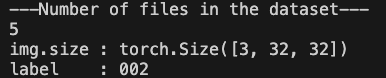 ---Number of files in the dataset---
5
img.size : torch.Size([3, 32, 32])
label    : 002